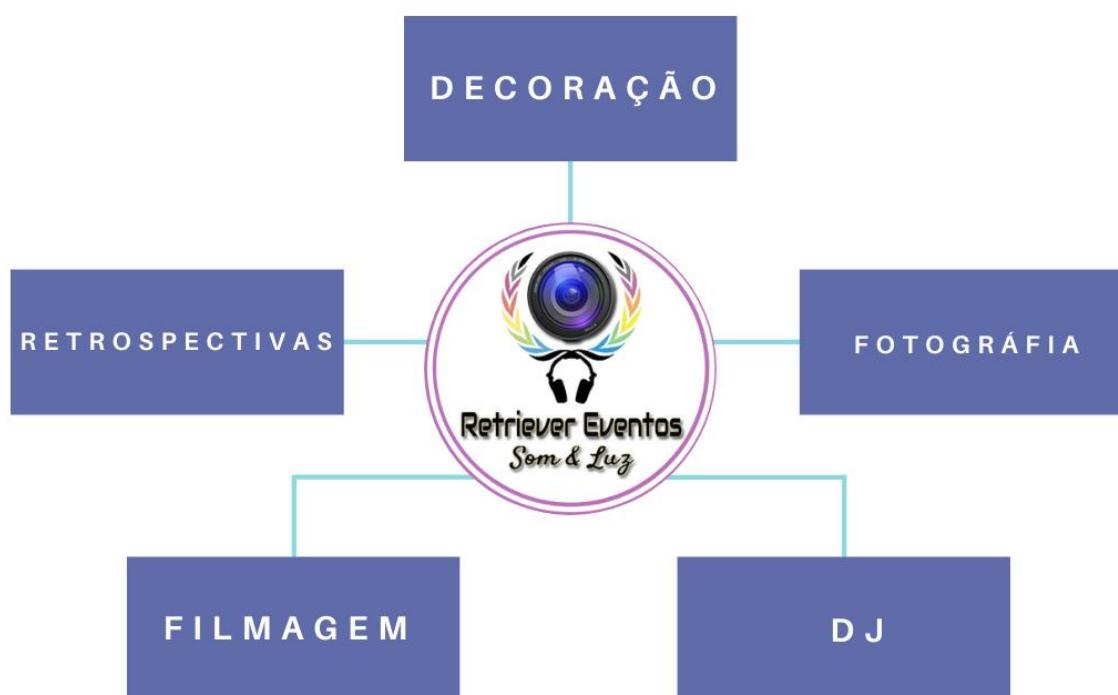 DECORAÇÃO
RETROSPECTIVAS
FOTOGRÁFIA
Retriever Eventos
Som & Luz
FILMAGEM
DJ